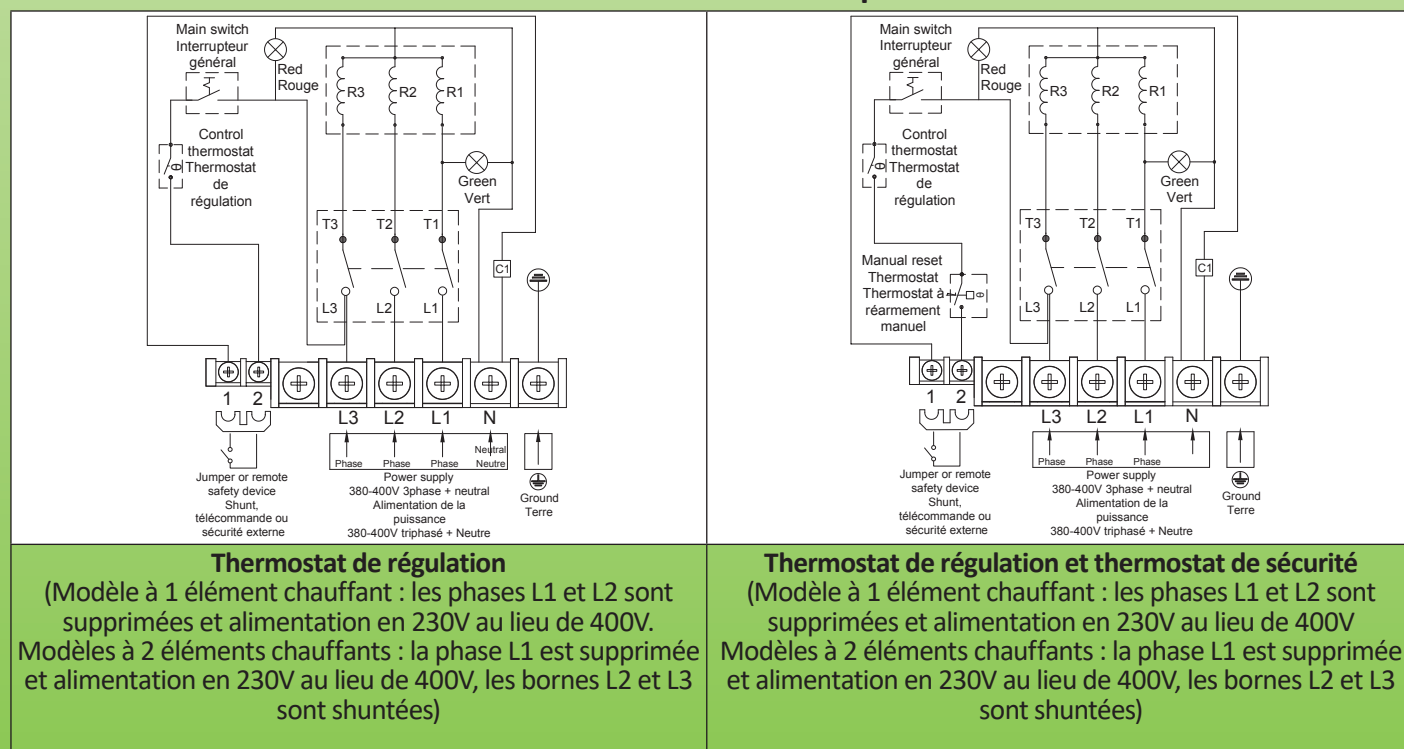 Main switch
Interrupteur
général
Red
Rouge
R3
R2
R1
Control
thermostat
Thermostat
de
régulation
θ
Green
Vert
T3
T2
T1
C1
L3
L2
L1
1
2
L3
L2
L1
N
Phase
Phase
Phase
Neutral
Neutre
Jumper or remote
safety device
Shunt,
télécommande ou
sécurité externe
Power supply
380-400V 3phase + neutral
Alimentation de la
puissance
380-400V triphasé + Neutre
Ground
Terre
Thermostat de régulation
(Modèle à 1 élément chauffant : les phases L1 et L2 sont
supprimées et alimentation en 230V au lieu de 400V.
Modèles à 2 éléments chauffants : la phase L1 est supprimée
et alimentation en 230V au lieu de 400V, les bornes L2 et L3
sont shuntées)
Main switch
Interrupteur
général
Red
Rouge
R3
R2
R1
Control
thermostat
Thermostat
de
régulation
θ
Green
Vert
T3
T2
T1
Manual reset
Thermostat
Thermostat à
réarmement
manuel
θ
C1
L3
L2
L1
1
2
L3
L2
L1
N
Phase
Phase
Phase
Jumper or remote
safety device
Shunt,
télécommande ou
sécurité externe
Power supply
380-400V 3phase + neutral
Alimentation de la
puissance
380-400V triphasé + Neutre
Ground
Terre
Thermostat de régulation et thermostat de sécurité
(Modèle à 1 élément chauffant : les phases L1 et L2 sont
supprimées et alimentation en 230V au lieu de 400V
Modèles à 2 éléments chauffants : la phase L1 est supprimée
et alimentation en 230V au lieu de 400V, les bornes L2 et L3
sont shuntées)